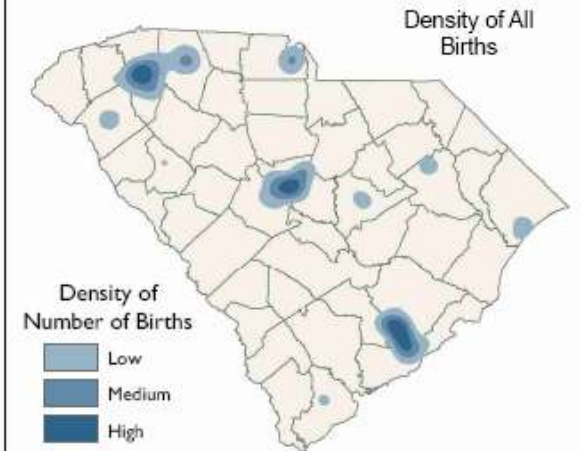 Density of All
Births
Density of
Number of Births
Low
Medium
High